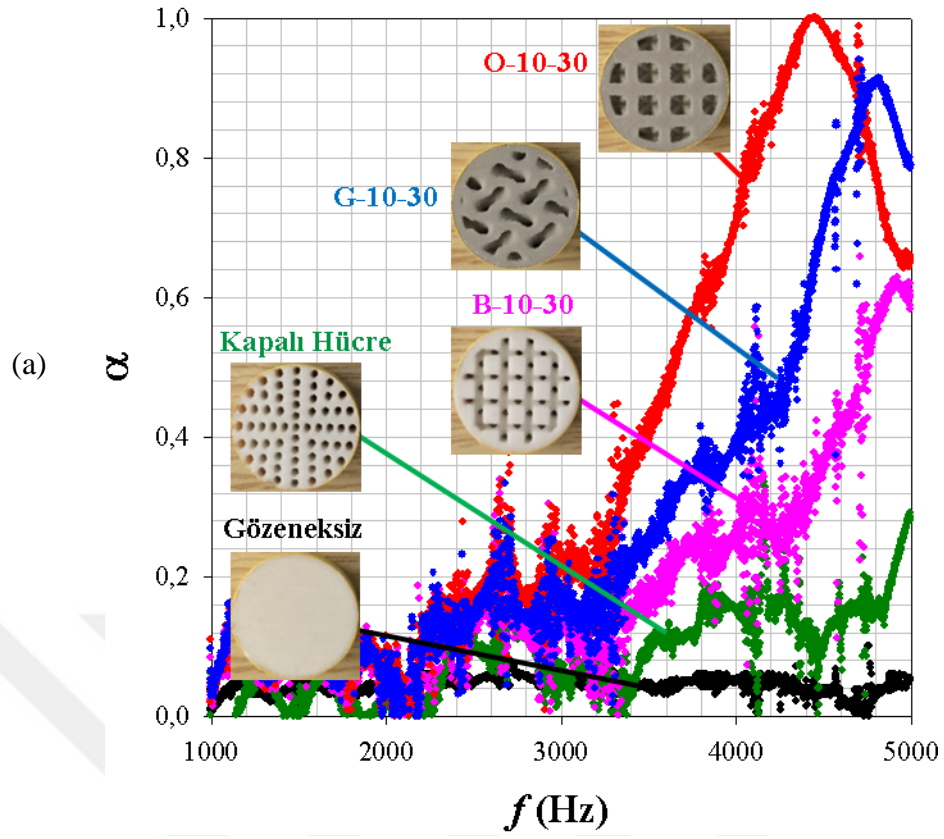 1,0
O-10-30
0,8
G-10-30
0,6
B-10-30
Kapalı Hücre
(a)
α
0,4
Gözeneksiz
0,2
0,0
1000 2000 3000 4000 5000
f (Hz)